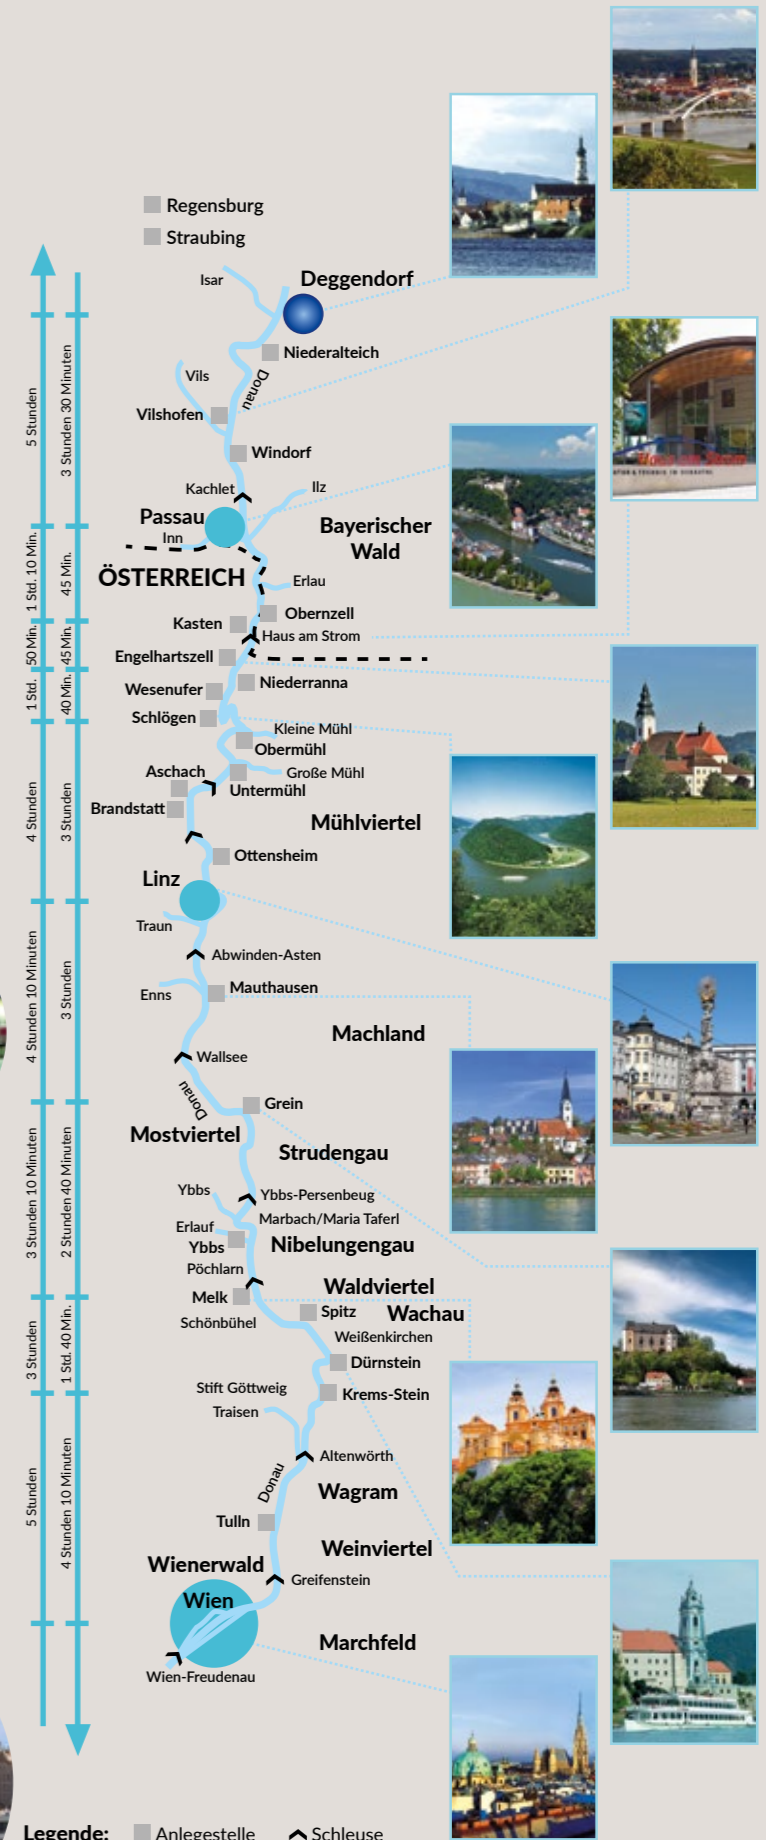 Regensburg
Straubing
Isar
Deggendorf
Niederalteich
Vils
Donau
Vilshofen
Windorf
Kachlet
Ilz
Passau
Inn
Bayerischer
Wald
ÖSTERREICH
Erlau
Obernzell
Kasten
Haus am Strom
Engelhartszell
Niederranna
Wesenufer
Schlögen
Kleine Mühl
Obermühl
Aschach
Große Mühl
Untermühl
Brandstatt
Mühlviertel
Ottensheim
Linz
Traun
Abwinden-Asten
Enns
Mauthausen
Machland
Wallsee
Donau
Grein
Mostviertel
Strudengau
Ybbs
Ybbs-Persenbeug
Marbach/Maria Taferl
Erlauf
Ybbs
Nibelungengau
Pöchlarn
Waldviertel
Melk
Spitz
Wachau
Schönbühel
Weißenkirchen
Dürnstein
Stift Göttweig
Krems-Stein
Traisen
Altenwörth
Donau
Wagram
Tulln
Weinviertel
Wienerwald
Greifenstein
Wien
Marchfeld
Wien-Freudenau
5 Stunden
3 Stunden 30 Minuten
1 Std. 10 Min.
45 Min.
1 Std. 50 Min.
45 Min.
40 Min.
4 Stunden
3 Stunden
4 Stunden 10 Minuten
3 Stunden
3 Stunden 10 Minuten
2 Stunden 40 Minuten
3 Stunden
1 Std. 40 Min.
5 Stunden
4 Stunden 10 Minuten
Legende: Anlegestelle Schleuse